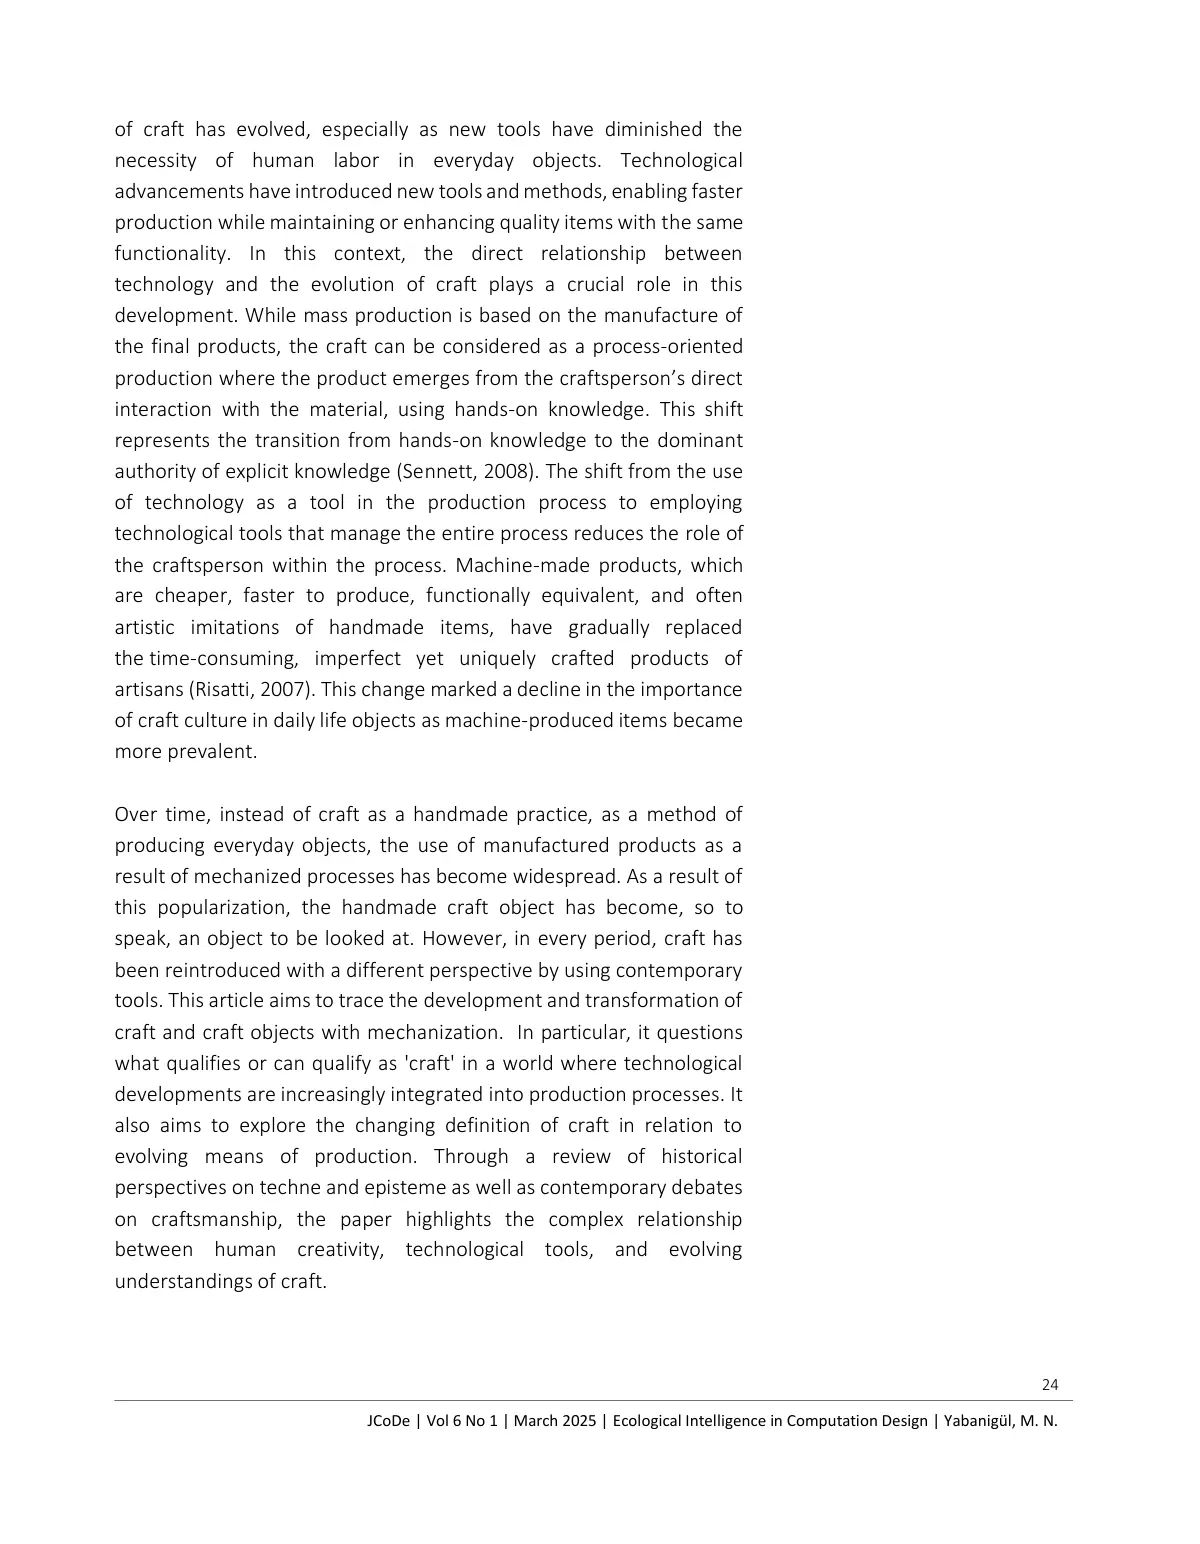 of craft has evolved, especially as new tools have diminished the
necessity of human labor in everyday objects. Technological
advancements have introduced new tools and methods, enabling faster
production while maintaining or enhancing quality items with the same
functionality. In this context, the direct relationship between
technology and the evolution of craft plays a crucial role in this
development. While mass production is based on the manufacture of
the final products, the craft can be considered as a process-oriented
production where the product emerges from the craftsperson’s direct
interaction with the material, using hands-on knowledge. This shift
represents the transition from hands-on knowledge to the dominant
authority of explicit knowledge (Sennett, 2008). The shift from the use
of technology as a tool in the production process to employing
technological tools that manage the entire process reduces the role of
the craftsperson within the process. Machine-made products, which
are cheaper, faster to produce, functionally equivalent, and often
artistic imitations of handmade items, have gradually replaced
the time-consuming, imperfect yet uniquely crafted products of
artisans (Risatti, 2007). This change marked a decline in the importance
of craft culture in daily life objects as machine-produced items became
more prevalent.
Over time, instead of craft as a handmade practice, as a method of
producing everyday objects, the use of manufactured products as a
result of mechanized processes has become widespread. As a result of
this popularization, the handmade craft object has become, so to
speak, an object to be looked at. However, in every period, craft has
been reintroduced with a different perspective by using contemporary
tools. This article aims to trace the development and transformation of
craft and craft objects with mechanization.  In particular, it questions
what qualifies or can qualify as 'craft' in a world where technological
developments are increasingly integrated into production processes. It
also aims to explore the changing definition of craft in relation to
evolving means of production. Through a review of historical
perspectives on techne and episteme as well as contemporary debates
on craftsmanship, the paper highlights the complex relationship
between human creativity, technological tools, and evolving
understandings of craft.
24
JCoDe | Vol 6 No 1 | March 2025 | Ecological Intelligence in Computation Design | Yabanigül, M. N.